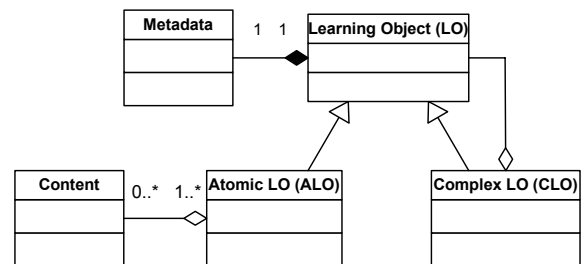 Metadata
1 1
Learning Object (LO)
Content
0..* 1..*
Atomic LO (ALO)
Complex LO (CLO)